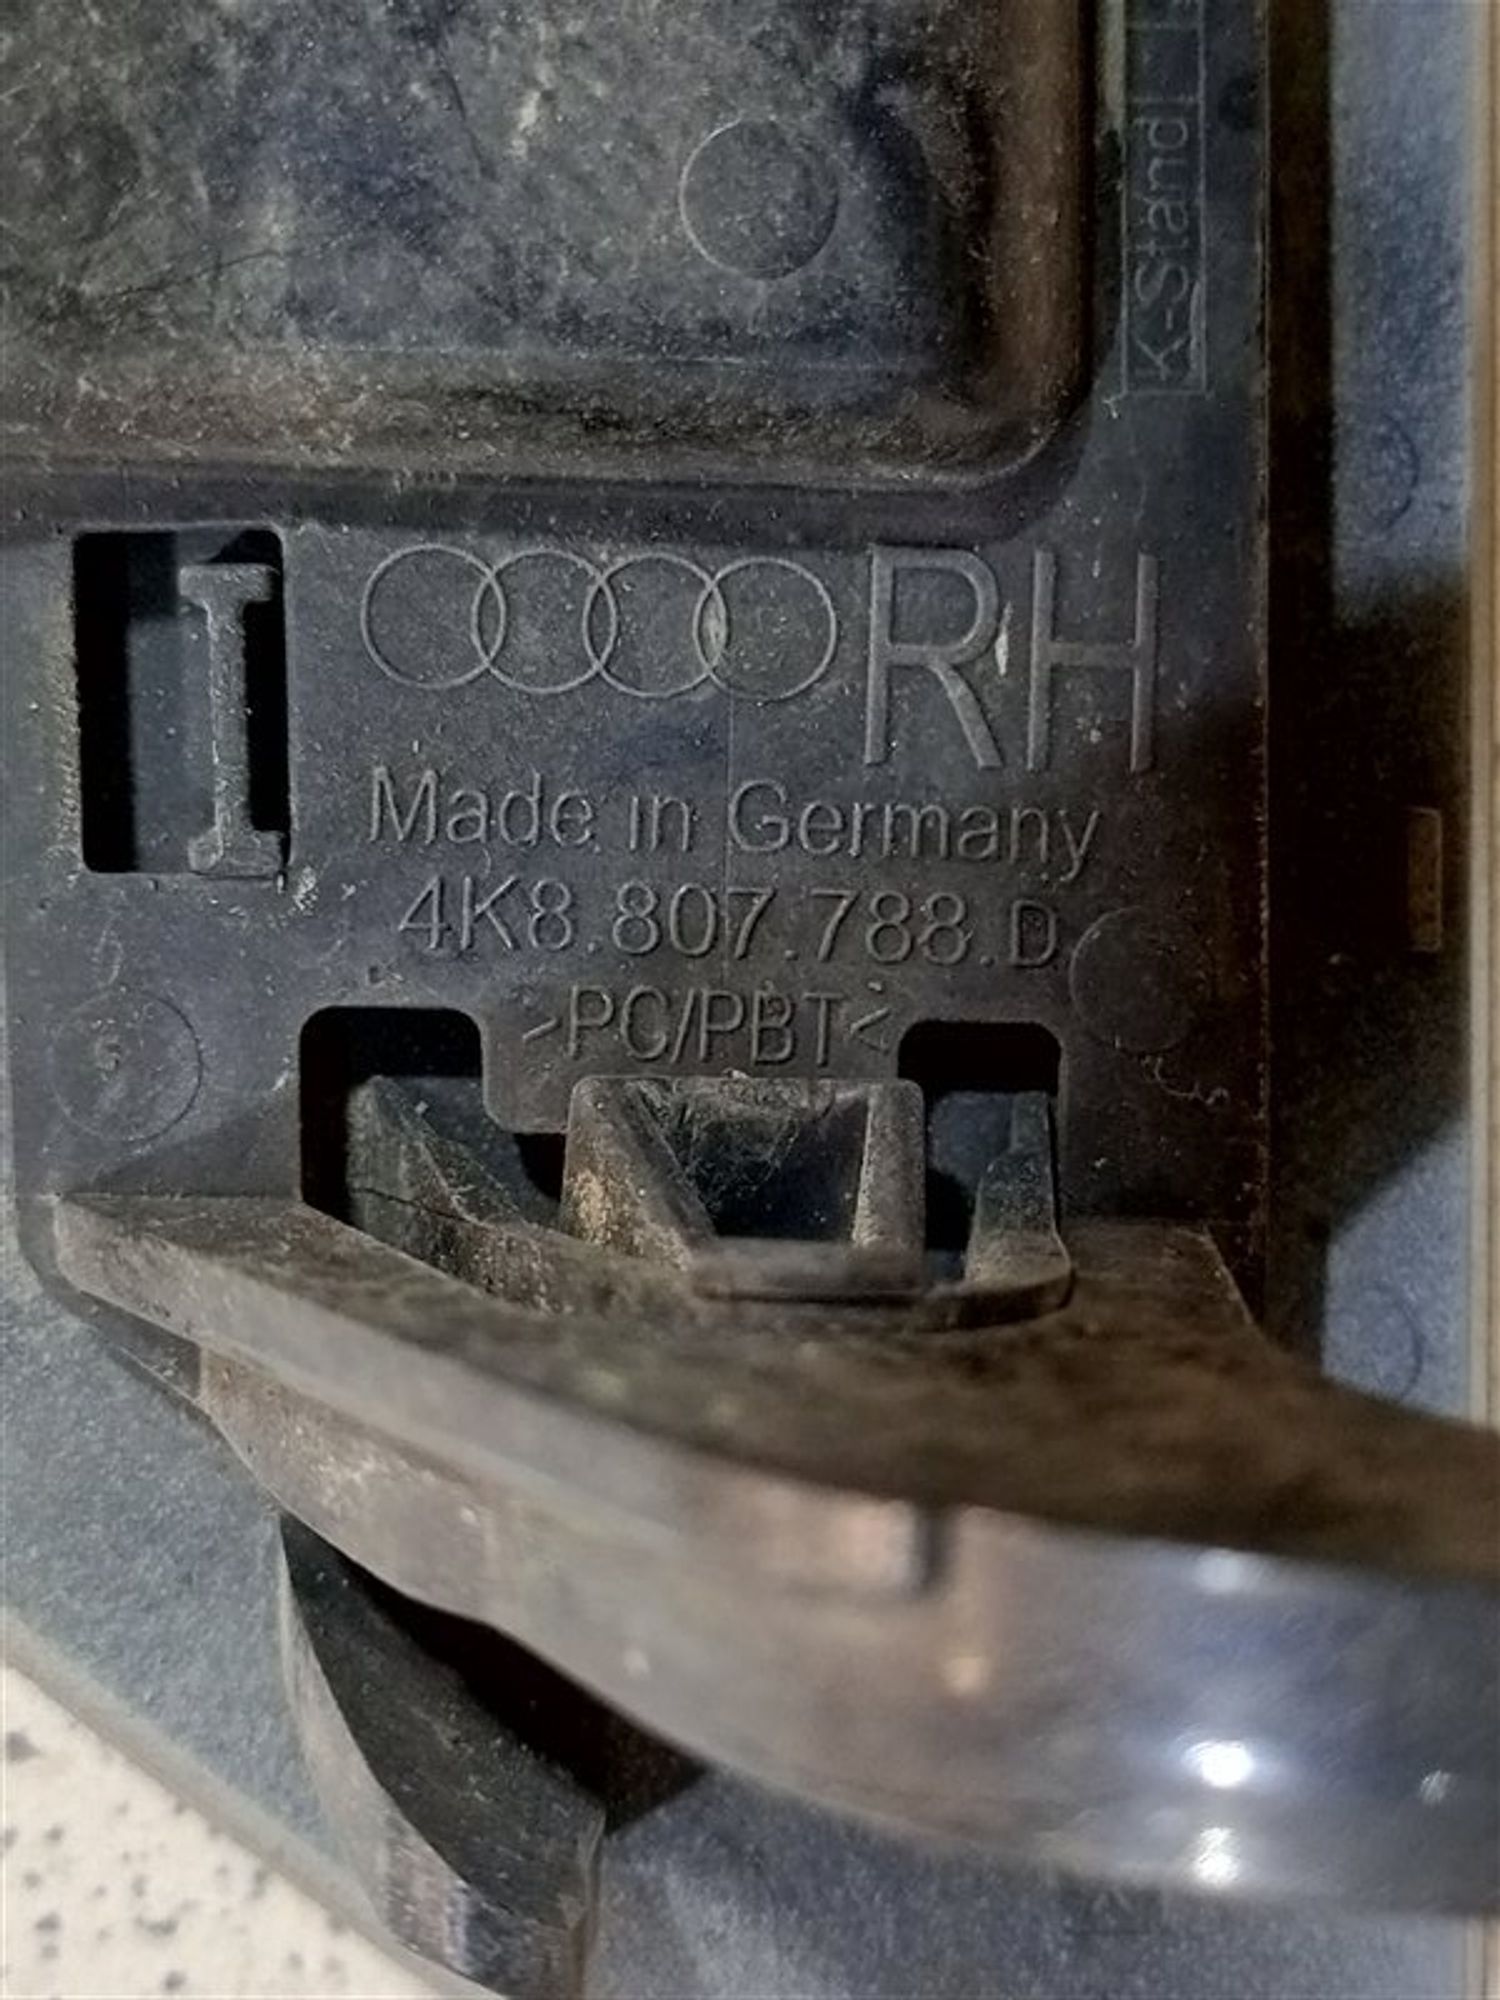 K-Stand
RH
Made in Germany
4K8.807.788.D
>PC/PBT<